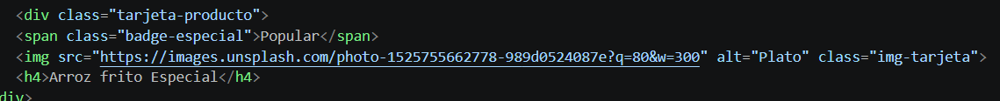 <div class="tarjeta-producto">
<span class="badge-especial">Popular</span>
<img src="https://images.unsplash.com/photo-1525755662778-989d0524087e?q=80&w=300" alt="Plato" class="img-tarjeta">
<h4>Arroz frito Especial</h4>
div>